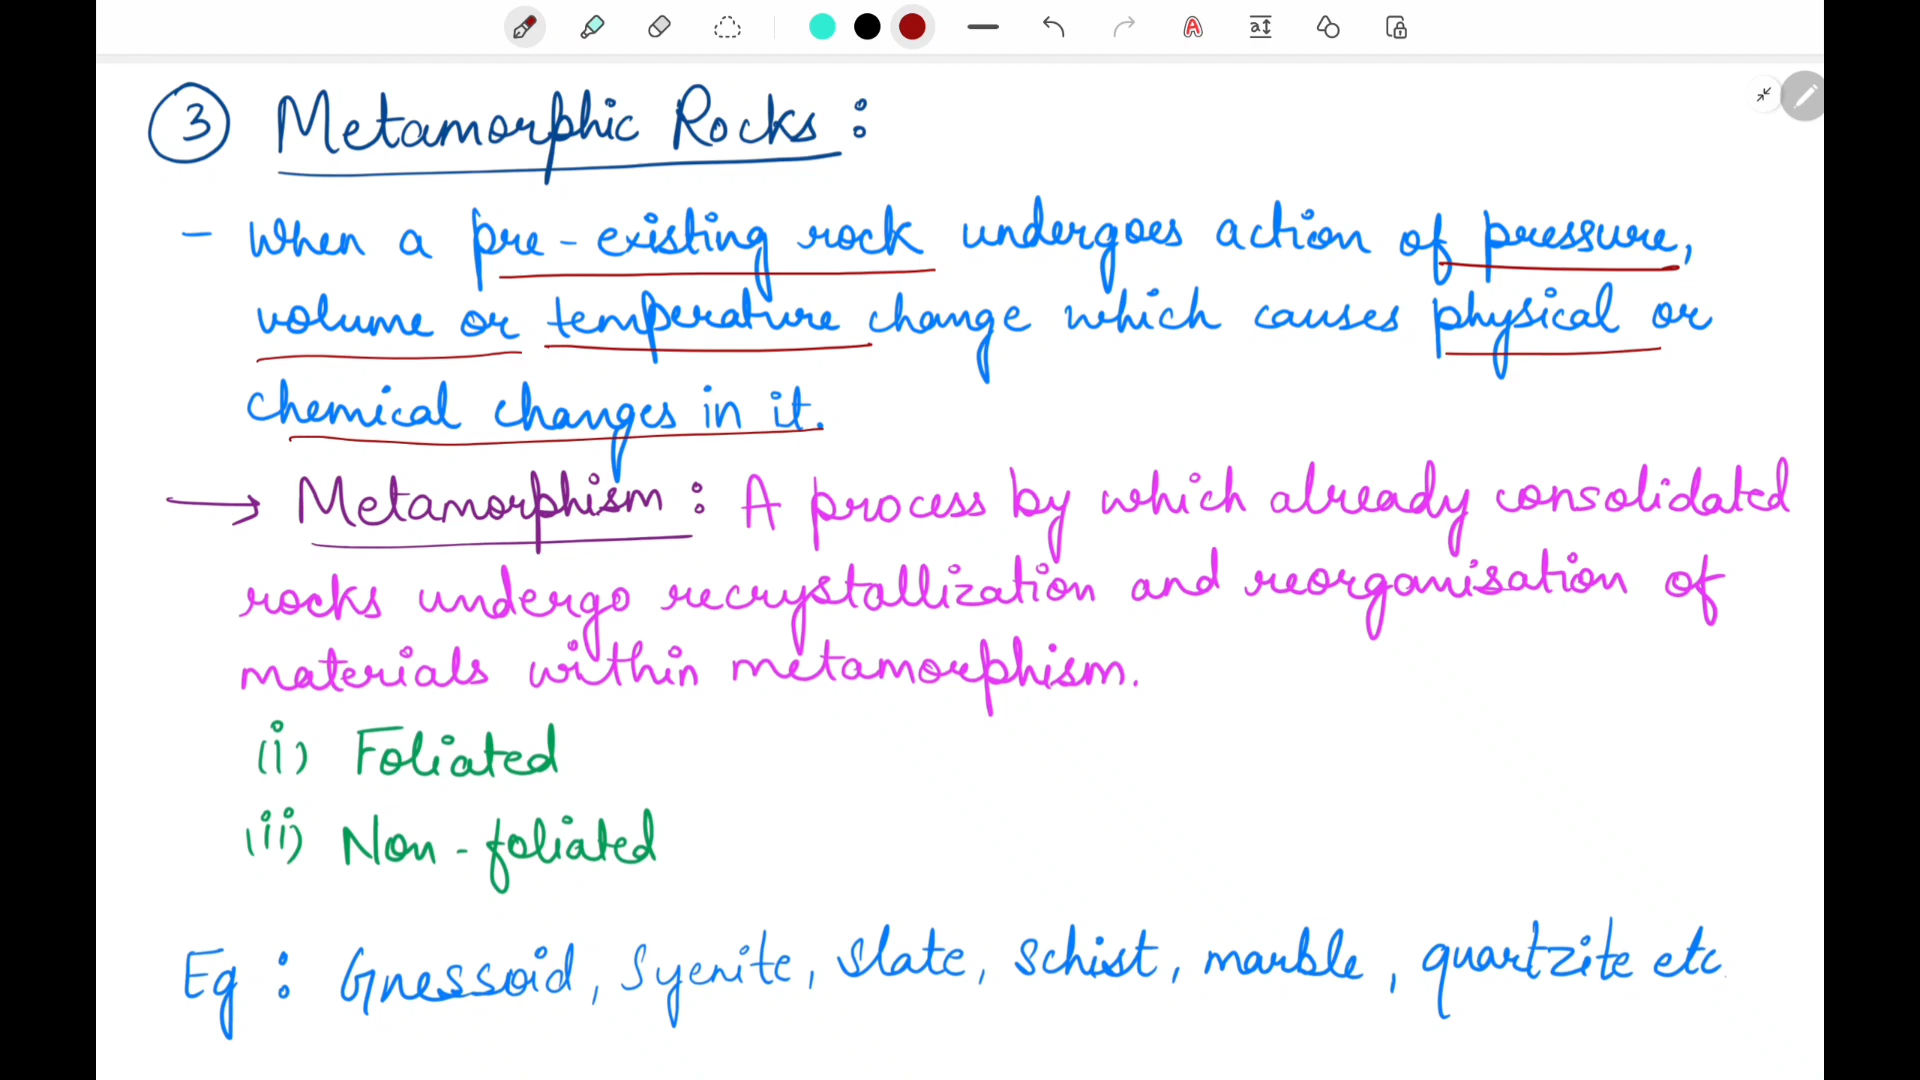 3 Metamorphic Rocks :
- When a pre-existing rock undergoes action of pressure,
volume or temperature change which causes physical or
chemical changes in it.
→ Metamorphism : A process by which already consolidated
rocks undergo recrystallization and reorganisation of
materials within metamorphism.
(i) Foliated
(ii) Non-foliated
Eg : Gnessoid, Syenite, slate, schist, marble, quartzite etc.